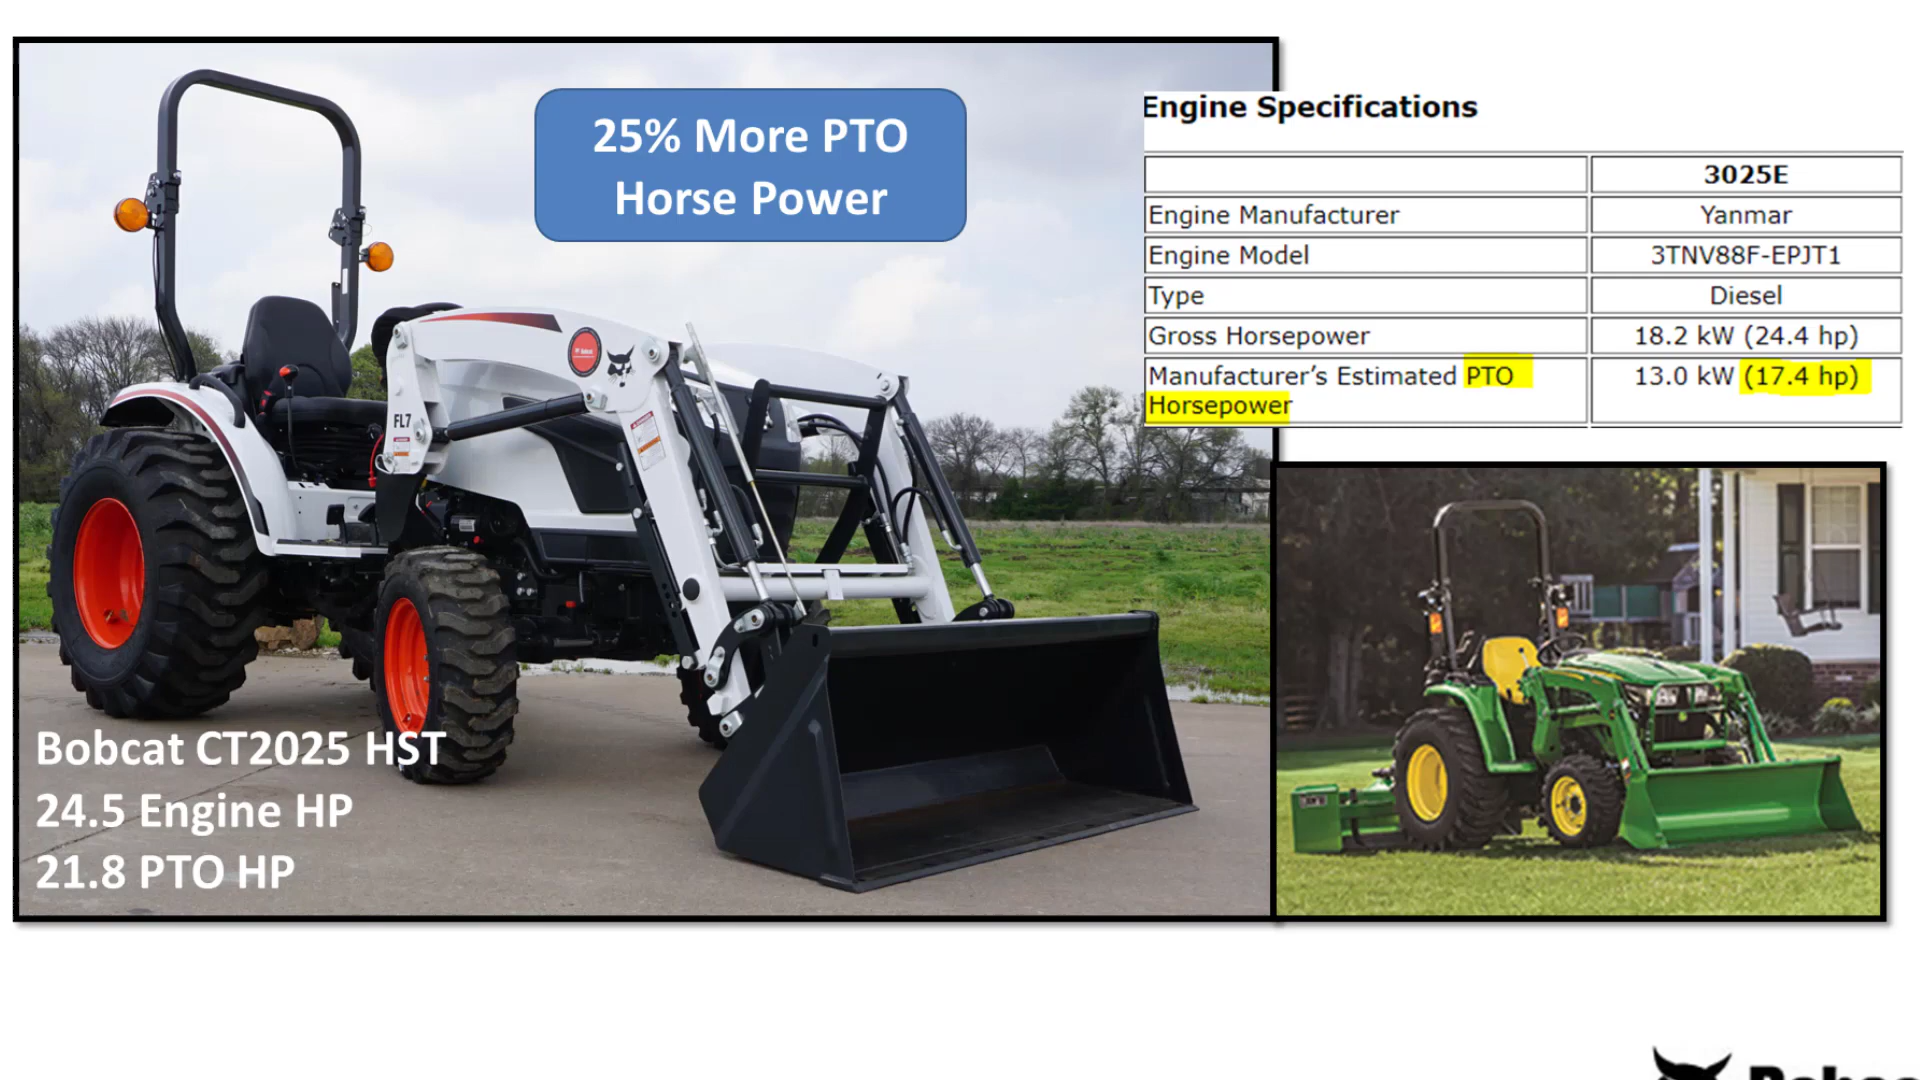 25% More PTO
Horse Power
Engine Specifications
3025E
Engine Manufacturer Yanmar
Engine Model 3TNV88F-EPJT1
Type Diesel
Gross Horsepower 18.2 kW (24.4 hp)
Manufacturer's Estimated PTO 13.0 kW (17.4 hp)
Horsepower
FL7
Bobcat CT2025 HST
24.5 Engine HP
21.8 PTO HP